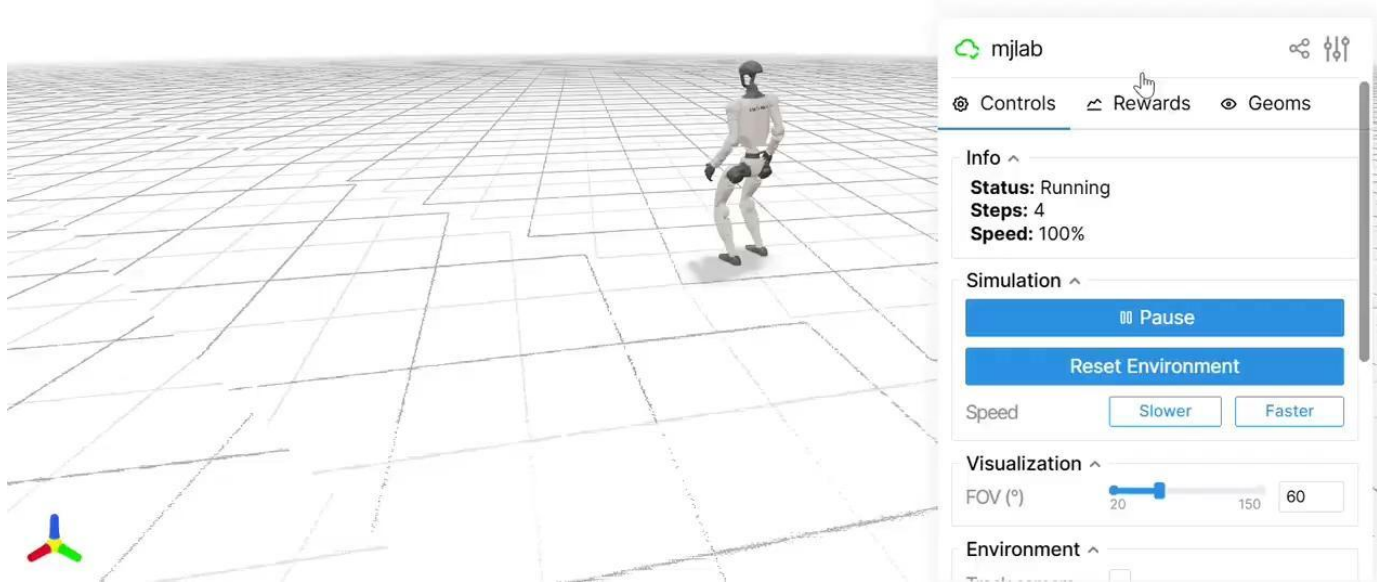 mjlab
Controls Rewards Geoms
Info
Status: Running
Steps: 4
Speed: 100%
Simulation
Pause
Reset Environment
Speed Slower Faster
Visualization
FOV (°) 20 150 60
Environment